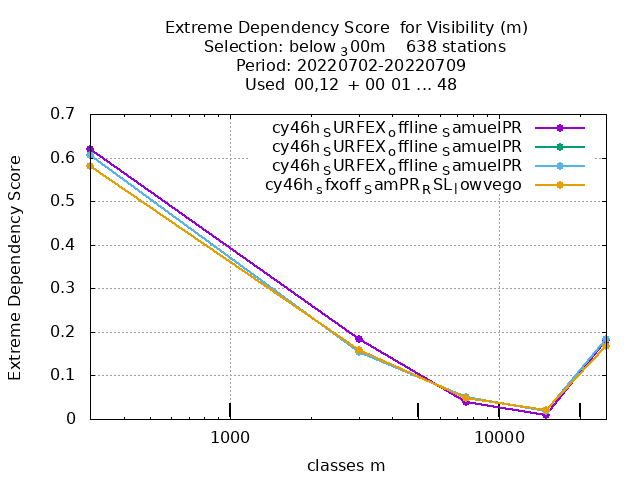 Extreme Dependency Score  for Visibility (m)
Selection: below ₃00m    638 stations
Period: 20220702-20220709
Used  00,12  + 00 01 ... 48
cy46h_SURFEX_offline_SamuelPR
cy46h_SURFEX_offline_SamuelPR
cy46h_SURFEX_offline_SamuelPR
cy46h_sfxoff_SamPR_RSL_lowvego
Extreme Dependency Score
0.7
0.6
0.5
0.4
0.3
0.2
0.1
0
1000 10000
classes m